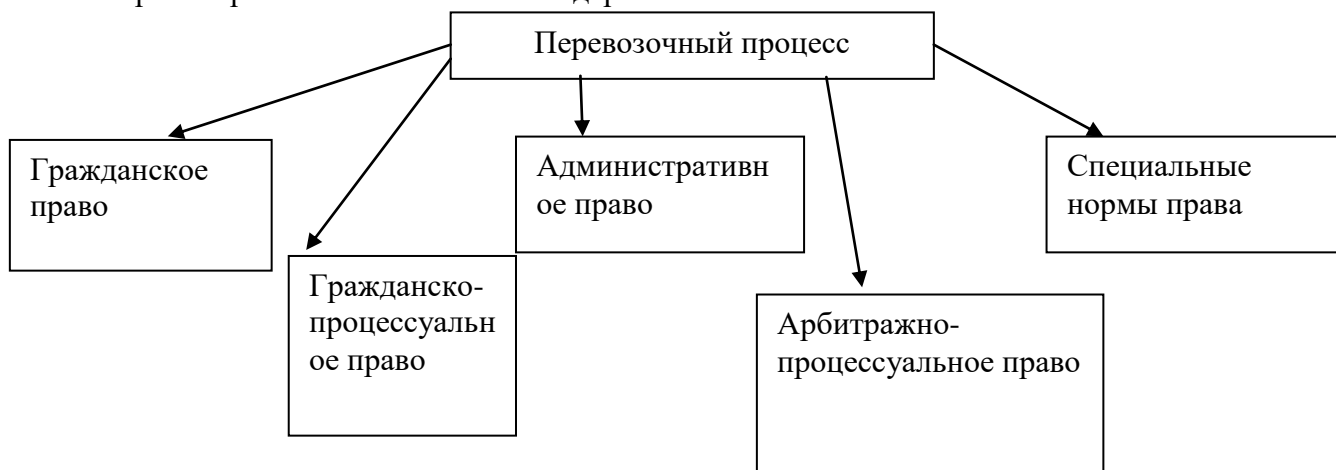 Перевозочный процесс
Гражданское
право
Гражданско-
процессуальн
ое право
Административн
ое право
Арбитражно-
процессуальное право
Специальные
нормы права